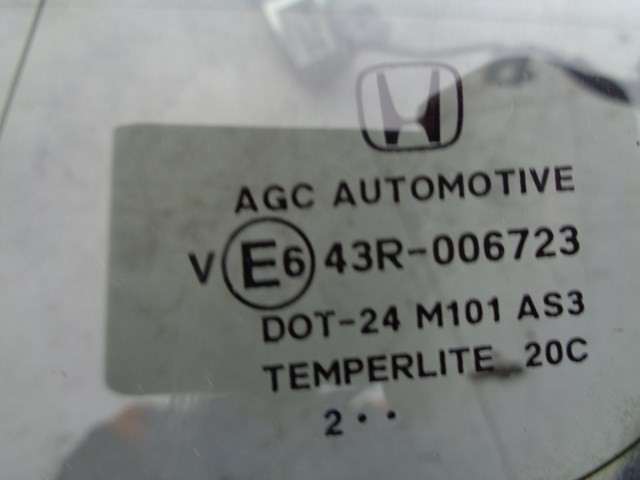 AGC AUTOMOTIVE
V E6 43R-006723
DOT-24 M101 AS3
TEMPERLITE 20C
2··